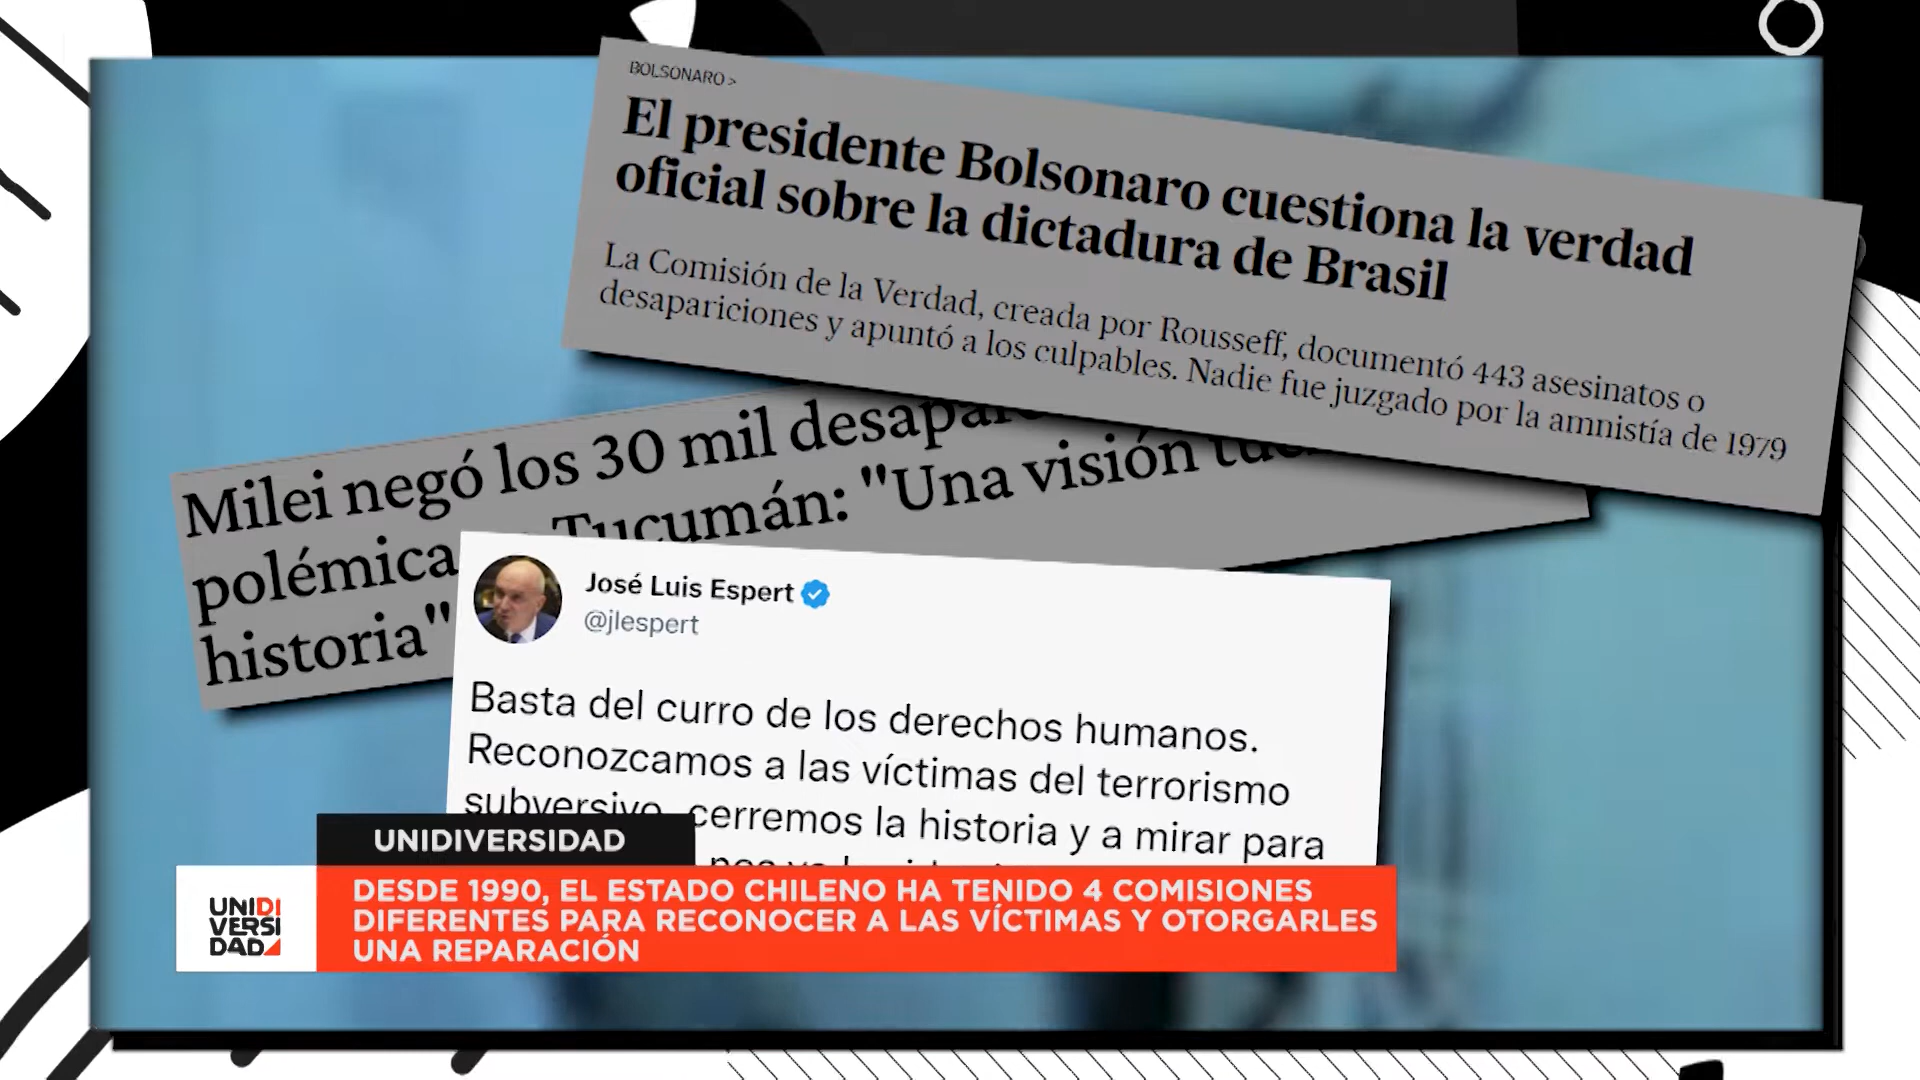 BOLSONARO >
El presidente Bolsonaro cuestiona la verdad
oficial sobre la dictadura de Brasil
La Comisión de la Verdad, creada por Rousseff, documentó 443 asesinatos o
desapariciones y apuntó a los culpables. Nadie fue juzgado por la amnistía de 1979
Milei negó los 30 mil
polémica Tucumán: "Una visión
historia"
José Luis Espert
@jlespert
Basta del curro de los derechos humanos.
Reconozcamos a las víctimas del terrorismo
subversivo, cerremos la historia y a mirar para
UNIDIVERSIDAD
DESDE 1990, EL ESTADO CHILENO HA TENIDO 4 COMISIONES
DIFERENTES PARA RECONOCER A LAS VÍCTIMAS Y OTORGARLES
UNA REPARACIÓN
UNIDI
VERSI
DAD